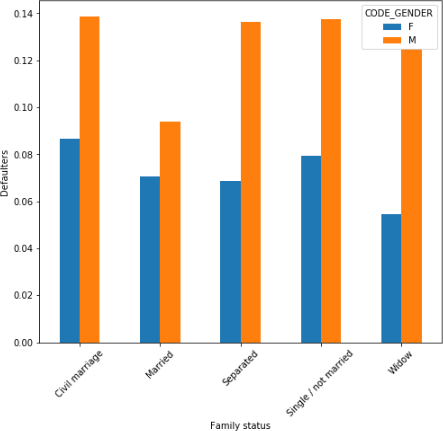 CODE_GENDER
F
M
0.14
0.12
0.10
0.08
0.06
0.04
0.02
0.00
Defaulters
Civil marriage
Married
Separated
Single / not married
Widow
Family status